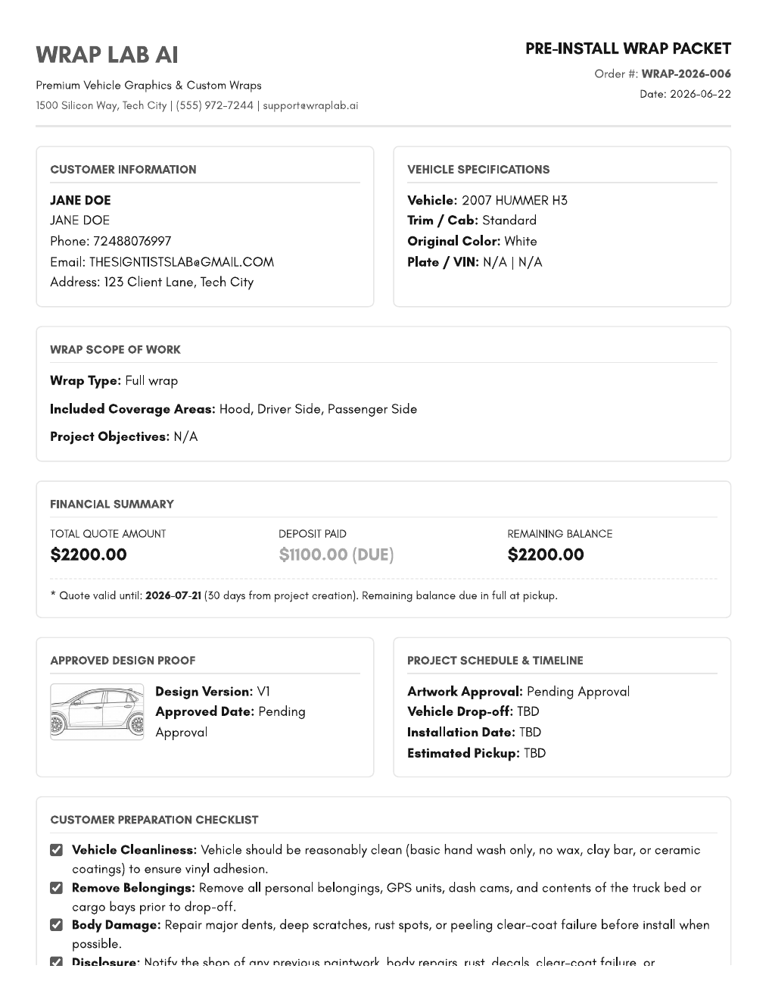 WRAP LAB AI
Premium Vehicle Graphics & Custom Wraps
1500 Silicon Way, Tech City | (555) 972-7244 | support@wraplab.ai
PRE-INSTALL WRAP PACKET
Order #: WRAP-2026-006
Date: 2026-06-22
CUSTOMER INFORMATION
JANE DOE
JANE DOE
Phone: 72488076997
Email: THESIGNTISTSLAB@GMAIL.COM
Address: 123 Client Lane, Tech City
VEHICLE SPECIFICATIONS
Vehicle: 2007 HUMMER H3
Trim / Cab: Standard
Original Color: White
Plate / VIN: N/A | N/A
WRAP SCOPE OF WORK
Wrap Type: Full wrap
Included Coverage Areas: Hood, Driver Side, Passenger Side
Project Objectives: N/A
FINANCIAL SUMMARY
TOTAL QUOTE AMOUNT
$2200.00
DEPOSIT PAID
$1100.00 (DUE)
REMAINING BALANCE
$2200.00
* Quote valid until: 2026-07-21 (30 days from project creation). Remaining balance due in full at pickup.
APPROVED DESIGN PROOF
Design Version: V1
Approved Date: Pending
Approval
PROJECT SCHEDULE & TIMELINE
Artwork Approval: Pending Approval
Vehicle Drop-off: TBD
Installation Date: TBD
Estimated Pickup: TBD
CUSTOMER PREPARATION CHECKLIST
Vehicle Cleanliness: Vehicle should be reasonably clean (basic hand wash only, no wax, clay bar, or ceramic
coatings) to ensure vinyl adhesion.
Remove Belongings: Remove all personal belongings, GPS units, dash cams, and contents of the truck bed or
cargo bays prior to drop-off.
Body Damage: Repair major dents, deep scratches, rust spots, or peeling clear-coat failure before install when
possible.
Disclosure: Notify the shop of any previous paintwork, body repairs, rust, decals, clear-coat failure, or